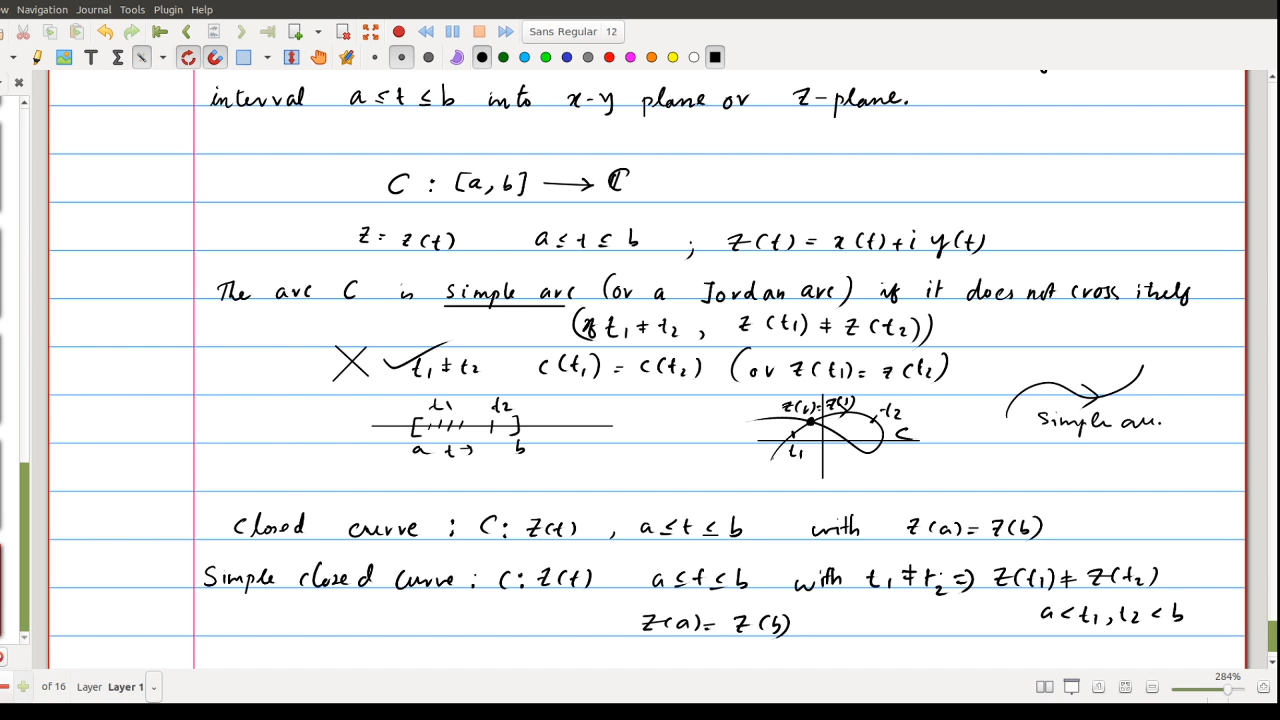 Navigation Journal Tools Plugin Help
Sans Regular 12
interval a ≤ t ≤ b into x-y plane or Z-plane.
C : [a, b] → ℂ
z = z(t) a ≤ t ≤ b ; z(t) = x(t) + i y(t)
The arc C is simple arc (or a Jordan arc) if it does not cross itself
(if t₁ ≠ t₂ , z(t₁) ≠ z(t₂))
t₁ ≠ t₂ C(t₁) = C(t₂) (or z(t₁) = z(t₂)
t₁ t₂
[ ]
a t → b
t₂
C
t₁
Simple arc.
Closed curve : C: z(t) , a ≤ t ≤ b with z(a) = z(b)
Simple closed curve : C: z(t) a ≤ t ≤ b with t₁ ≠ t₂ ⇒ z(t₁) ≠ z(t₂)
z(a) = z(b) a < t₁, t₂ < b
of 16 Layer Layer 1 284%